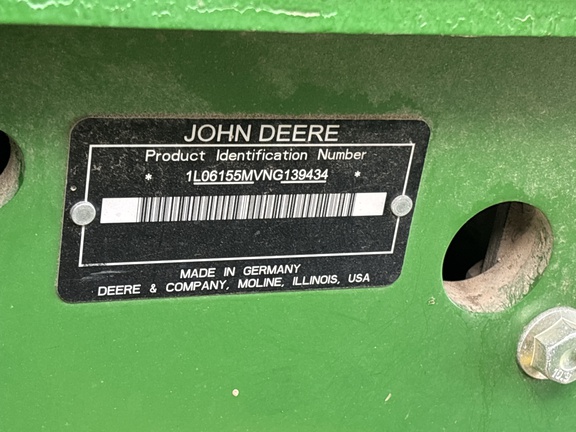 JOHN DEERE
Product Identification Number
* 1L06155MVNG139434 *
MADE IN GERMANY
DEERE & COMPANY, MOLINE, ILLINOIS, USA